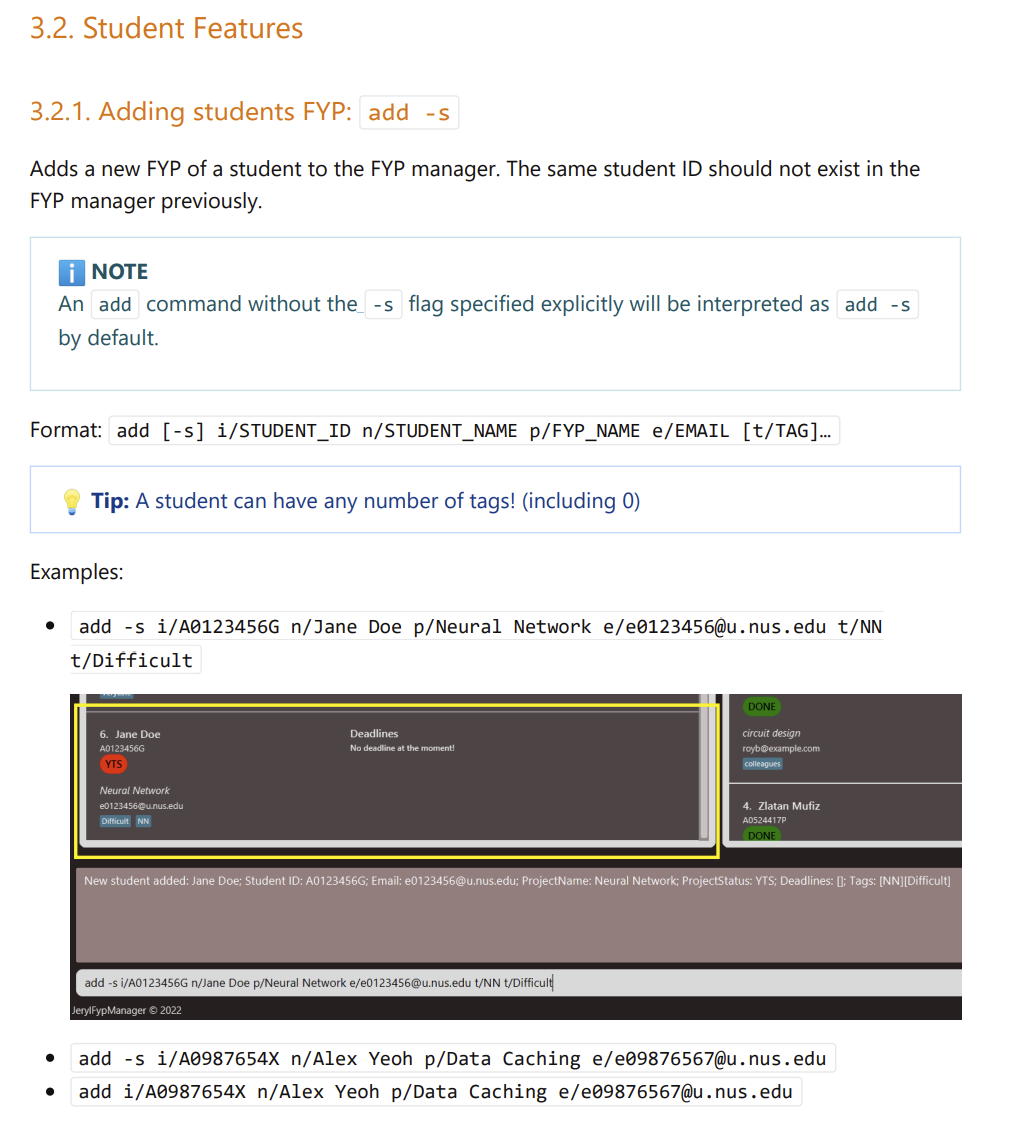 3.2. Student Features
3.2.1. Adding students FYP: add -s
Adds a new FYP of a student to the FYP manager. The same student ID should not exist in the
FYP manager previously.
i NOTE
An add command without the -s flag specified explicitly will be interpreted as add -s
by default.
Format: add [-s] i/STUDENT_ID n/STUDENT_NAME p/FYP_NAME e/EMAIL [t/TAG]…
Tip: A student can have any number of tags! (including 0)
Examples:
add -s i/A0123456G n/Jane Doe p/Neural Network e/e0123456@u.nus.edu t/NN
t/Difficult
6. Jane Doe
A0123456G
YTS
Neural Network
e0123456@u.nus.edu
Difficult NN
Deadlines
No deadline at the moment!
DONE
circuit design
royb@example.com
colleagues
4. Zlatan Mufiz
A0524417P
DONE
New student added: Jane Doe; Student ID: A0123456G; Email: e0123456@u.nus.edu; ProjectName: Neural Network; ProjectStatus: YTS; Deadlines: []; Tags: [NN][Difficult]
add -s i/A0123456G n/Jane Doe p/Neural Network e/e0123456@u.nus.edu t/NN t/Difficult
JerylFypManager © 2022
add -s i/A0987654X n/Alex Yeoh p/Data Caching e/e09876567@u.nus.edu
add i/A0987654X n/Alex Yeoh p/Data Caching e/e09876567@u.nus.edu